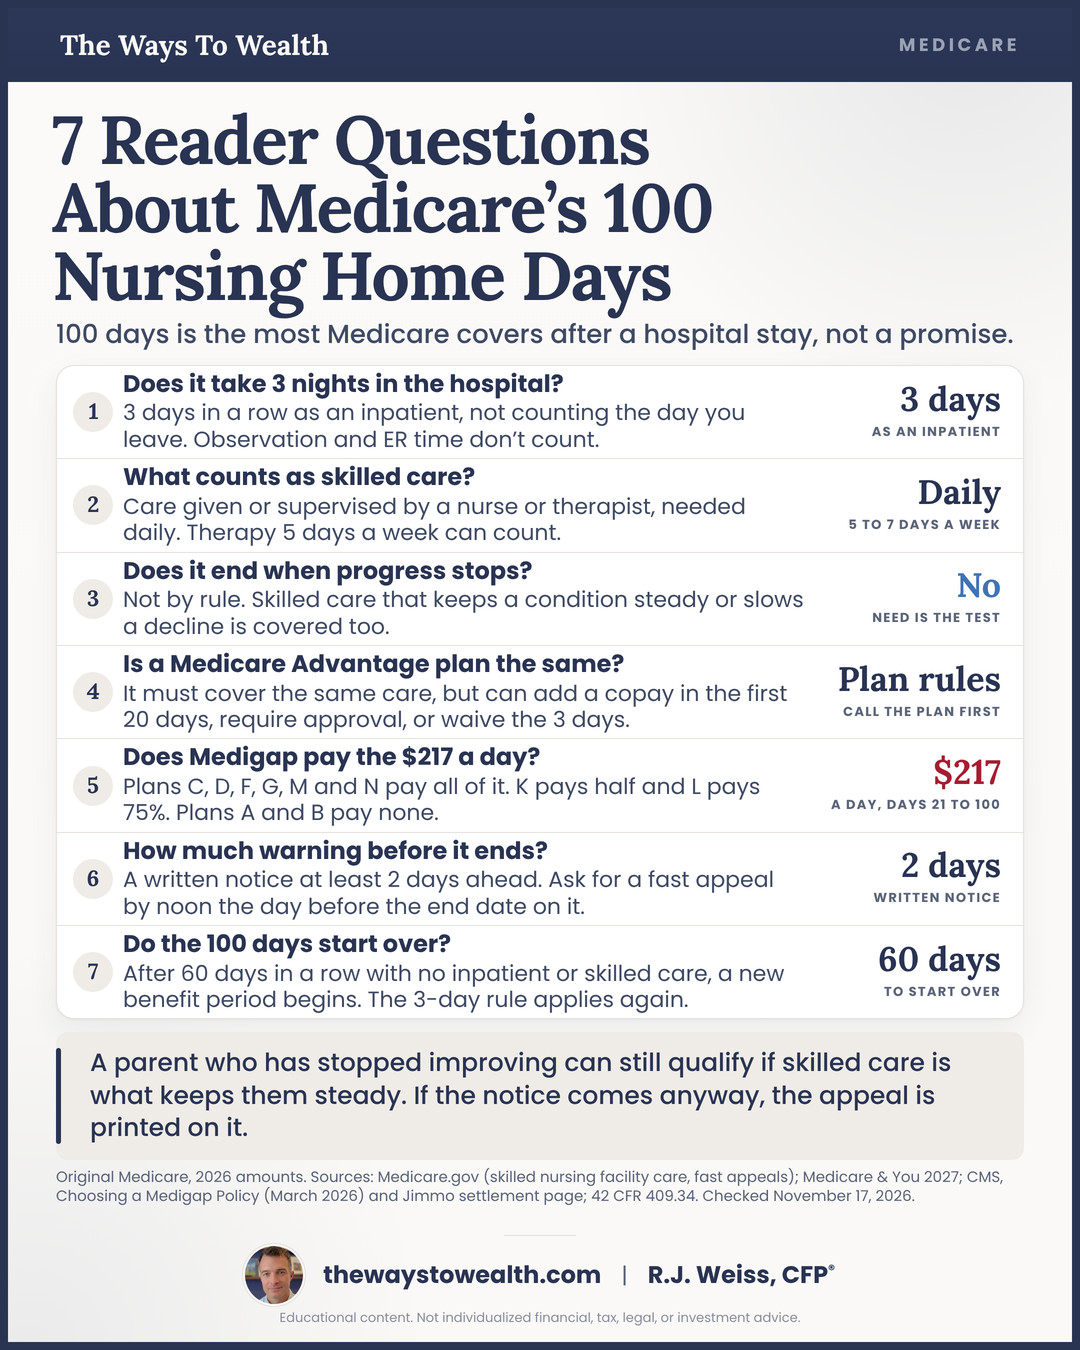 The Ways To Wealth
MEDICARE
7 Reader Questions
About Medicare’s 100
Nursing Home Days
100 days is the most Medicare covers after a hospital stay, not a promise.
1
Does it take 3 nights in the hospital?
3 days in a row as an inpatient, not counting the day you
leave. Observation and ER time don’t count.
3 days
AS AN INPATIENT
2
What counts as skilled care?
Care given or supervised by a nurse or therapist, needed
daily. Therapy 5 days a week can count.
Daily
5 TO 7 DAYS A WEEK
3
Does it end when progress stops?
Not by rule. Skilled care that keeps a condition steady or slows
a decline is covered too.
No
NEED IS THE TEST
4
Is a Medicare Advantage plan the same?
It must cover the same care, but can add a copay in the first
20 days, require approval, or waive the 3 days.
Plan rules
CALL THE PLAN FIRST
5
Does Medigap pay the $217 a day?
Plans C, D, F, G, M and N pay all of it. K pays half and L pays
75%. Plans A and B pay none.
$217
A DAY, DAYS 21 TO 100
6
How much warning before it ends?
A written notice at least 2 days ahead. Ask for a fast appeal
by noon the day before the end date on it.
2 days
WRITTEN NOTICE
7
Do the 100 days start over?
After 60 days in a row with no inpatient or skilled care, a new
benefit period begins. The 3-day rule applies again.
60 days
TO START OVER
A parent who has stopped improving can still qualify if skilled care is
what keeps them steady. If the notice comes anyway, the appeal is
printed on it.
Original Medicare, 2026 amounts. Sources: Medicare.gov (skilled nursing facility care, fast appeals); Medicare & You 2027; CMS,
Choosing a Medigap Policy (March 2026) and Jimmo settlement page; 42 CFR 409.34. Checked November 17, 2026.
thewaystowealth.com | R.J. Weiss, CFP®
Educational content. Not individualized financial, tax, legal, or investment advice.